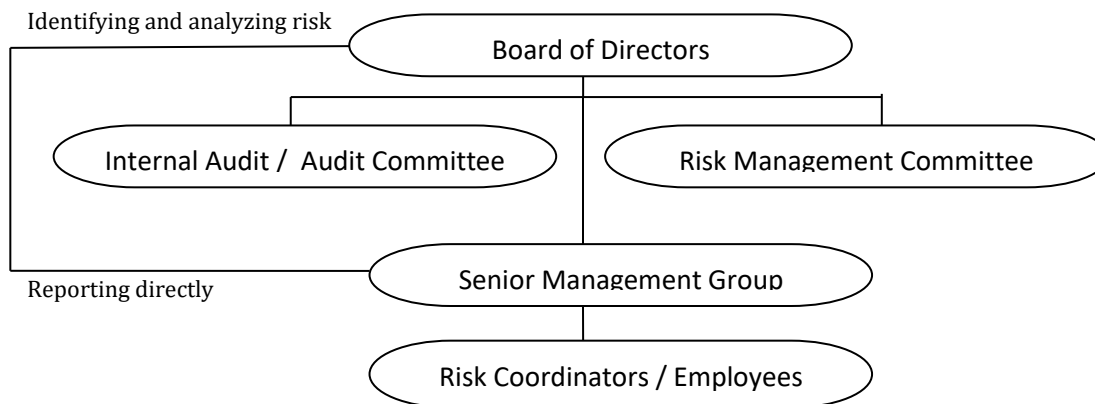 Identifying and analyzing risk
Board of Directors
Internal Audit / Audit Committee
Risk Management Committee
Senior Management Group
Reporting directly
Risk Coordinators / Employees